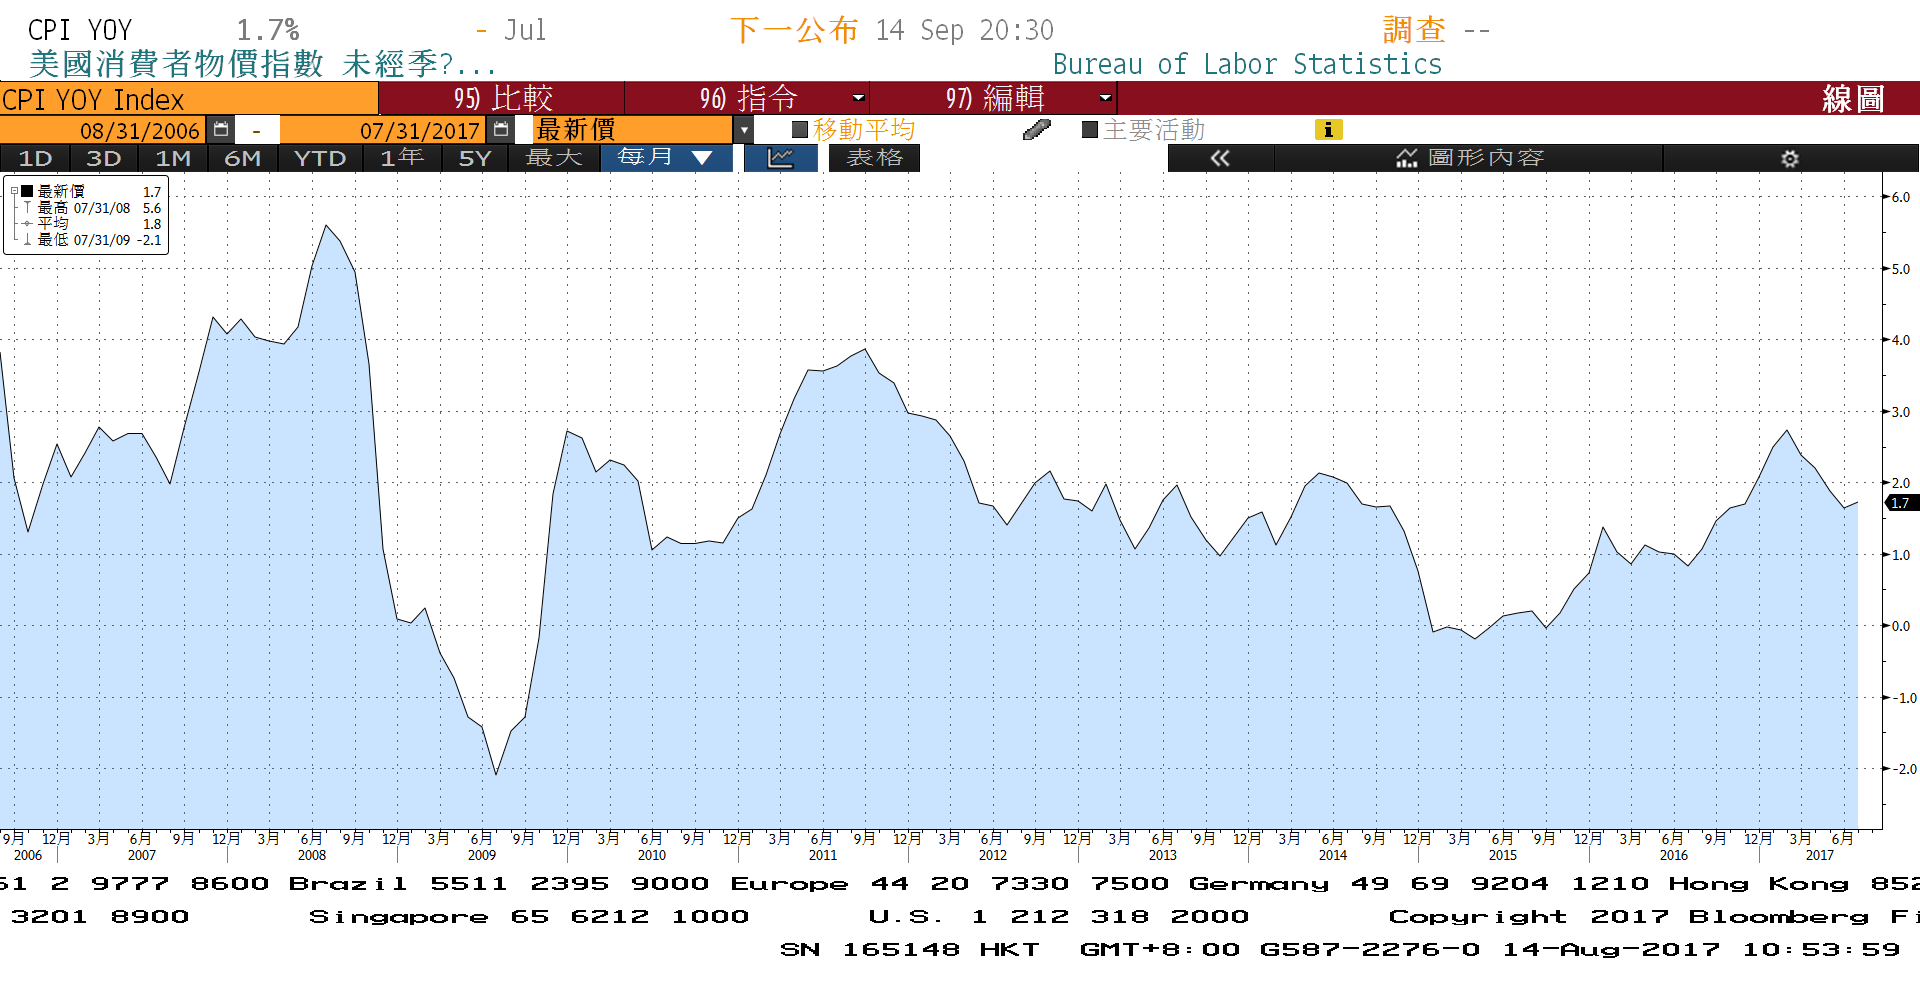 CPI YOY 1.7% - Jul 下一公布 14 Sep 20:30 調查 --
美國消費者物價指數 未經季?... Bureau of Labor Statistics
CPI YOY Index 95) 比較 96) 指令 97) 編輯 線圖
08/31/2006 - 07/31/2017 最新價 移動平均 主要活動 i
1D 3D 1M 6M YTD 1年 5Y 最大 每月 ▼ 表格 « 圖形內容
最新價 1.7
最高 07/31/08 5.6
平均 1.8
最低 07/31/09 -2.1
6.0
5.0
4.0
3.0
2.0
1.7
1.0
0.0
-1.0
-2.0
9月 12月 3月 6月 9月 12月 3月 6月 9月 12月 3月 6月 9月 12月 3月 6月 9月 12月 3月 6月 9月 12月 3月 6月 9月 12月 3月 6月 9月 12月 3月 6月 9月 12月 3月 6月 9月 12月 3月 6月 9月 12月 3月 6月
2006 2007 2008 2009 2010 2011 2012 2013 2014 2015 2016 2017
61 2 9777 8600 Brazil 5511 2395 9000 Europe 44 20 7330 7500 Germany 49 69 9204 1210 Hong Kong 852
3201 8900 Singapore 65 6212 1000 U.S. 1 212 318 2000 Copyright 2017 Bloomberg Fi
SN 165148 HKT GMT+8:00 G587-2276-0 14-Aug-2017 10:53:59